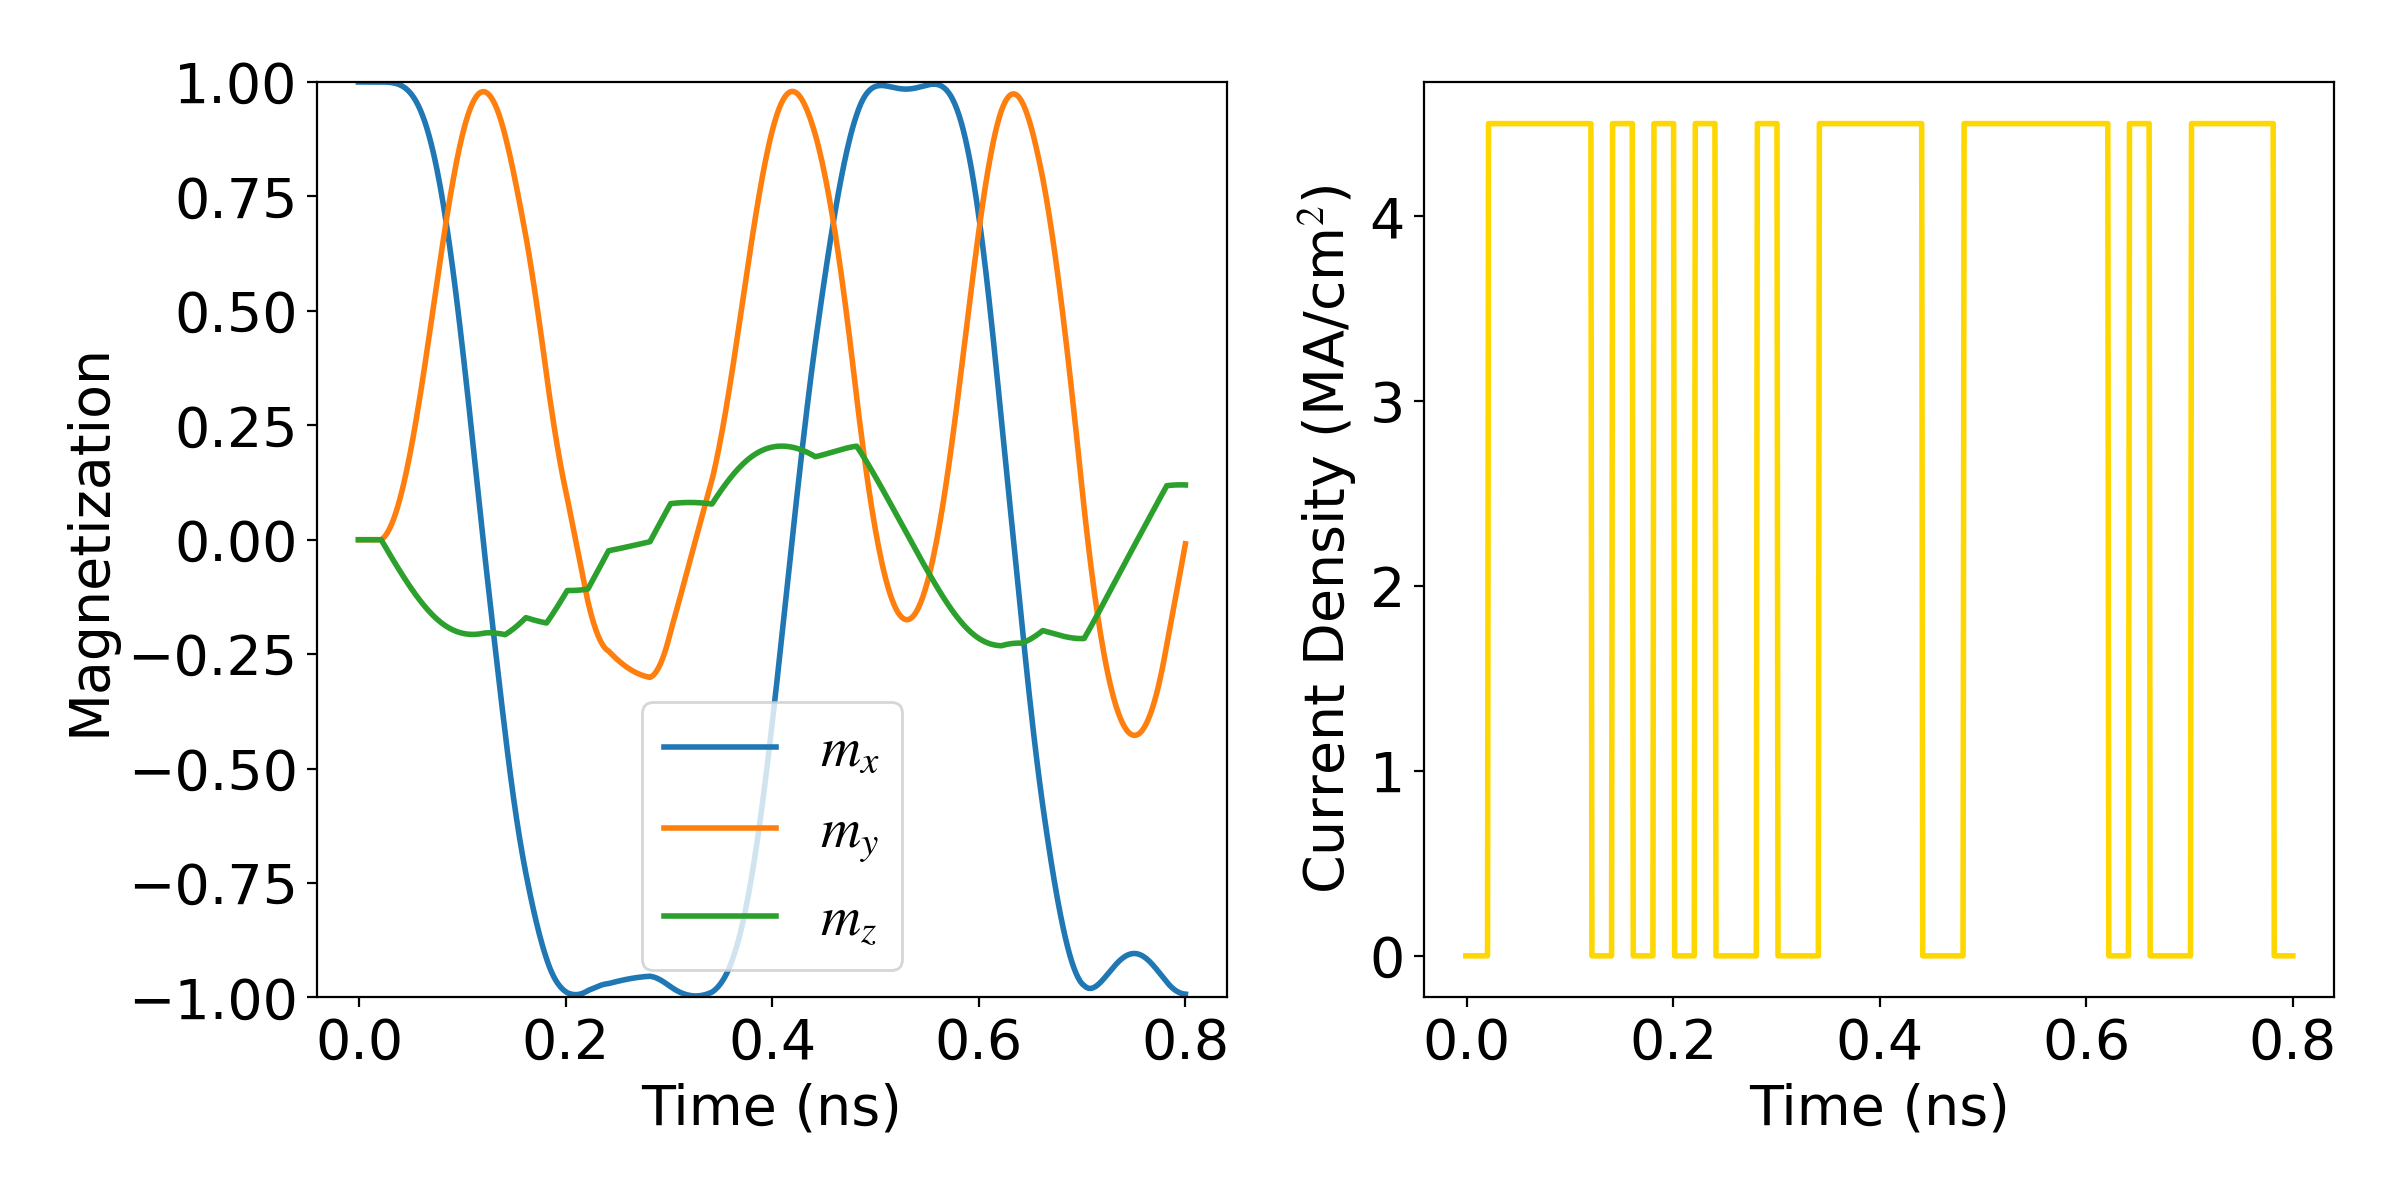 Magnetization
1.00
0.75
0.50
0.25
0.00
−0.25
−0.50
−0.75
−1.00
0.0 0.2 0.4 0.6 0.8
Time (ns)
m_x
m_y
m_z
Current Density (MA/cm²)
4
3
2
1
0
0.0 0.2 0.4 0.6 0.8
Time (ns)